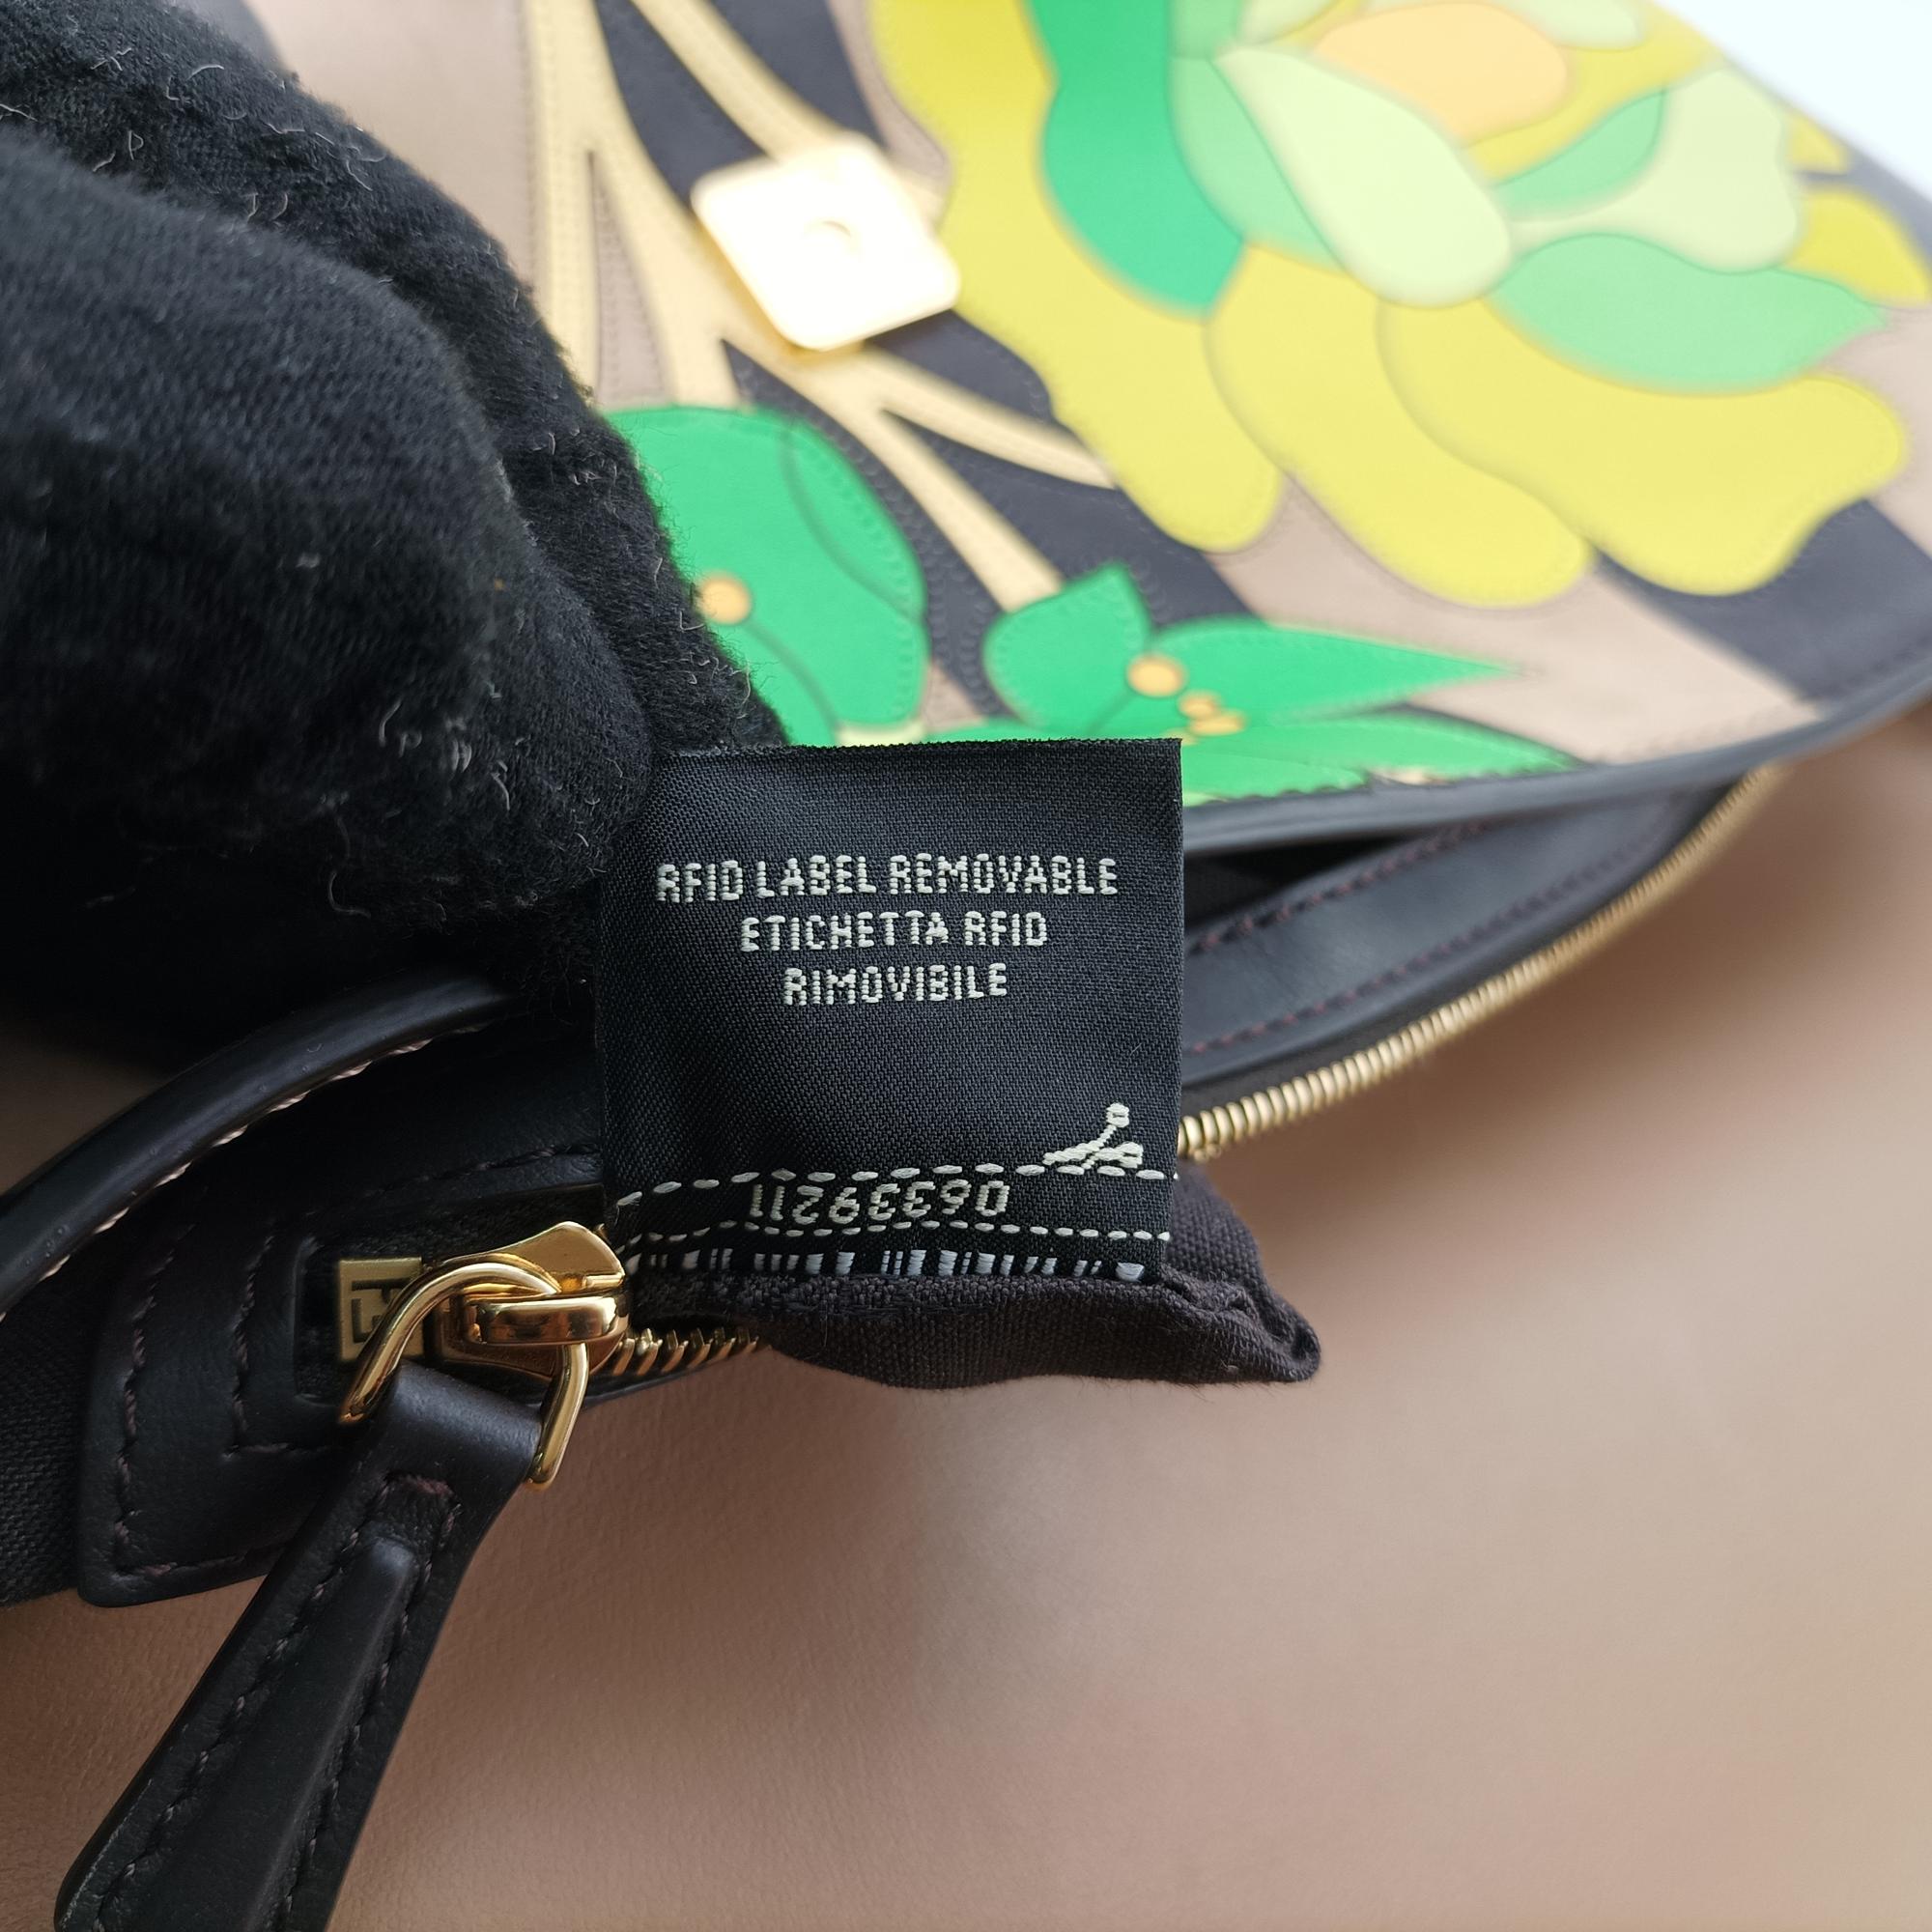 RFID LABEL REMOVABLE
ETICHETTA RFID
RIMOVIBILE
06339211